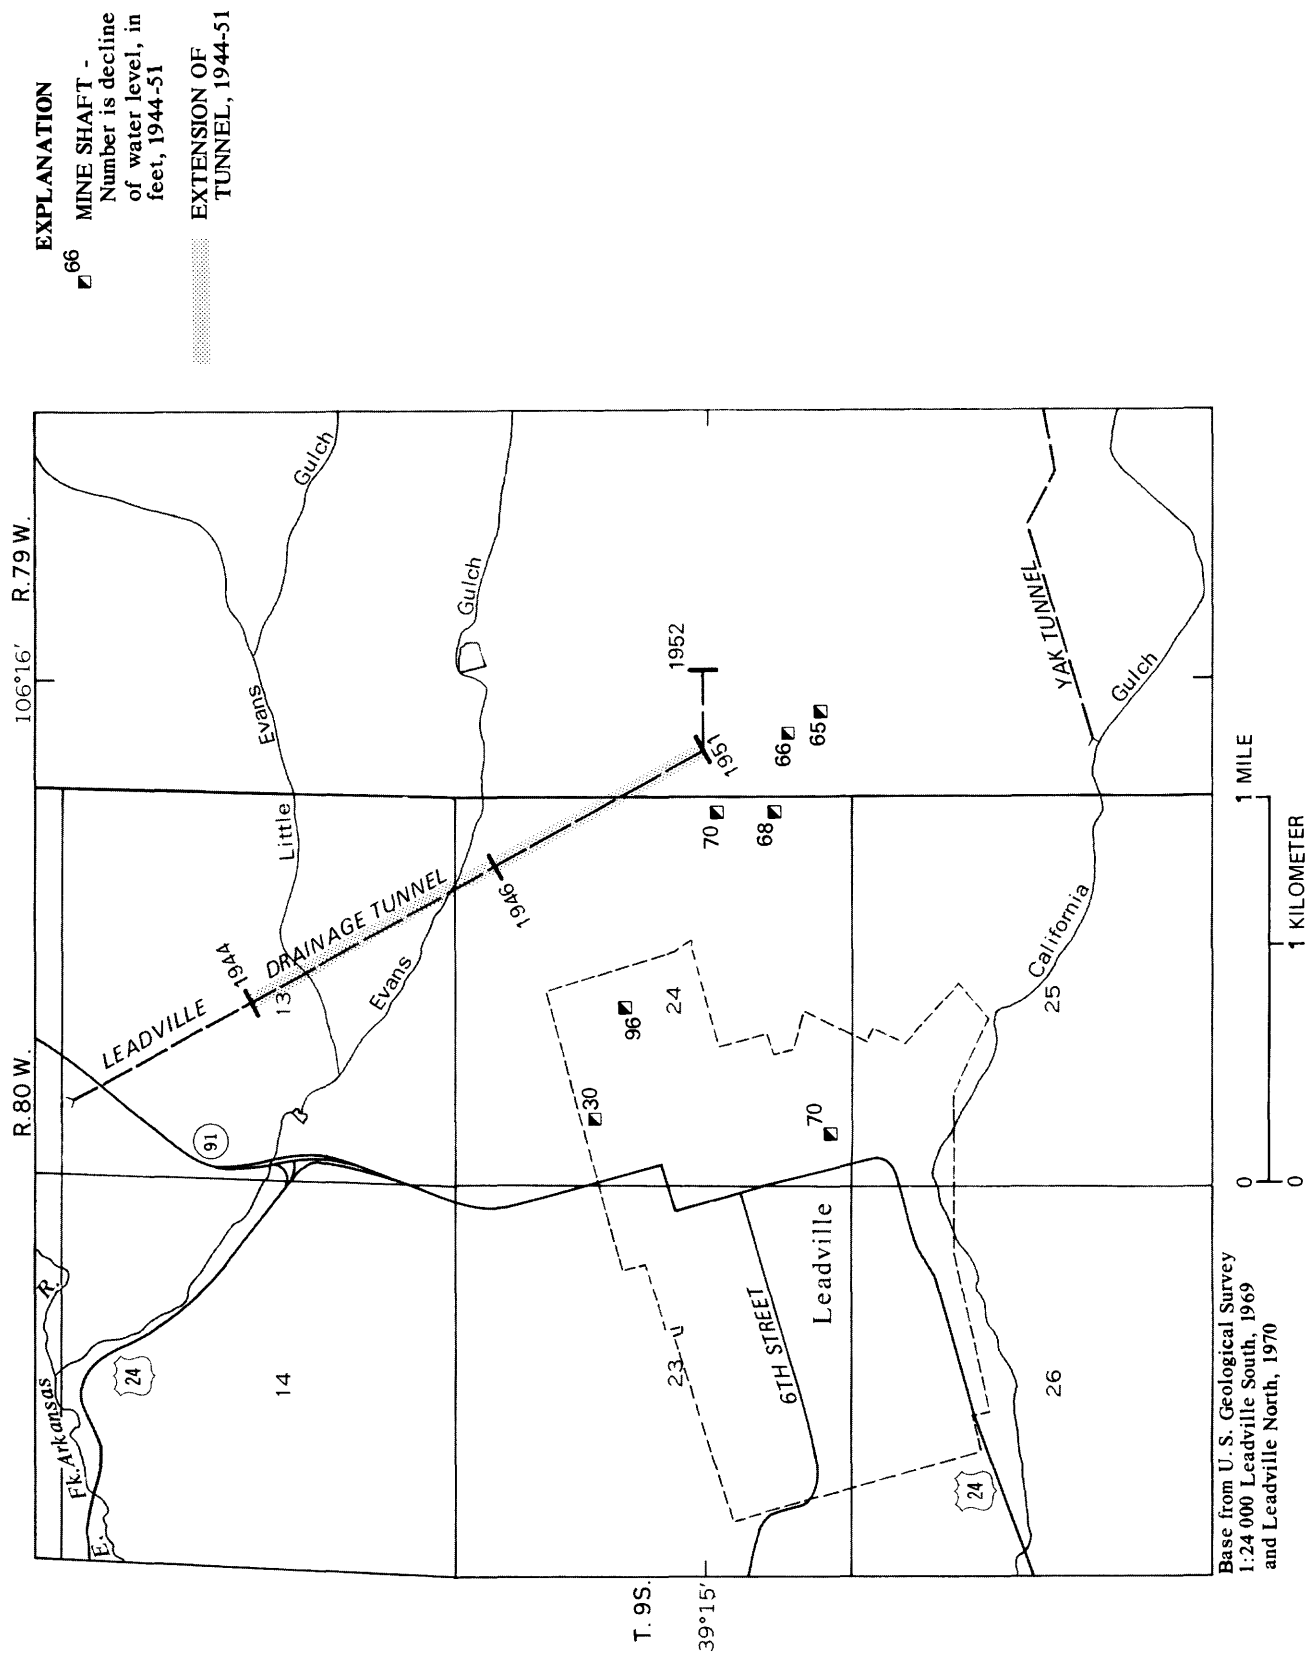 EXPLANATION
66
MINE SHAFT -
Number is decline
of water level, in
feet, 1944-51
EXTENSION OF
TUNNEL, 1944-51
R.80 W.
106°16'
R.79 W.
E.
Fk.
Arkansas
R.
24
91
LEADVILLE
1944
13
DRAINAGE TUNNEL
Little
Evans
Gulch
14
Evans
Gulch
1946
T. 9S.
39°15'
30
96
24
23
70
1951
1952
68
66
65
6TH STREET
Leadville
70
24
26
25
California
Gulch
YAK TUNNEL
0
1 MILE
0
1 KILOMETER
Base from U.S. Geological Survey
1:24 000 Leadville South, 1969
and Leadville North, 1970